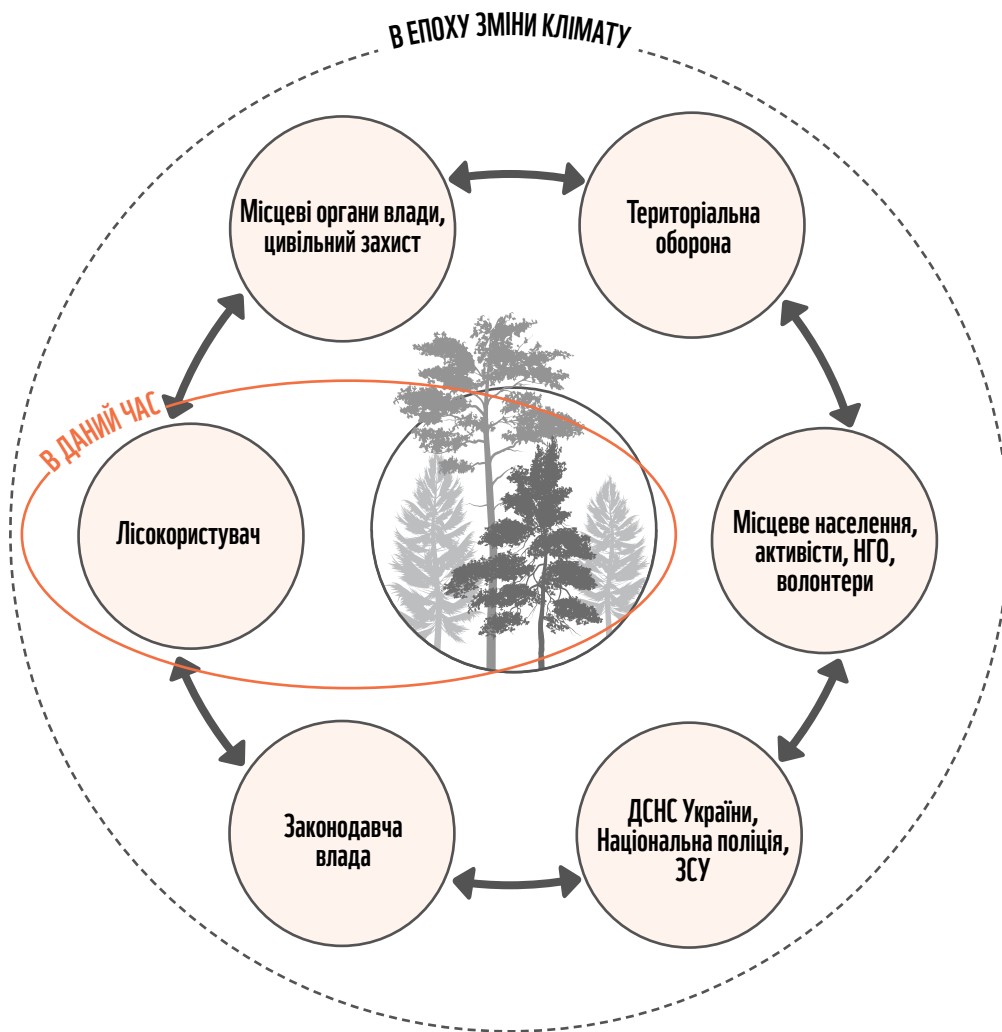 В ЕПОХУ ЗМІНИ КЛІМАТУ
Місцеві органи влади,
цивільний захист
Територіальна
оборона
В ДАНИЙ ЧАС
Лісокористувач
Місцеве населення,
активісти, НГО,
волонтери
Законодавча
влада
ДСНС України,
Національна поліція,
ЗСУ